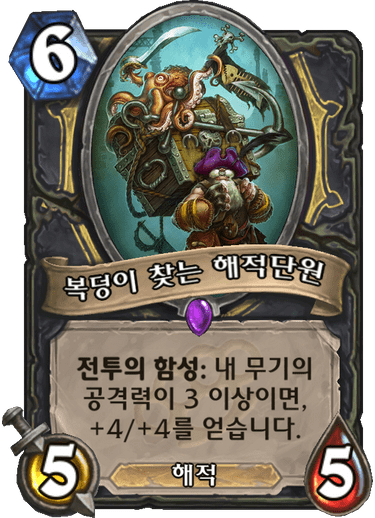 6
복덩이 찾는 해적단원
전투의 함성: 내 무기의
공격력이 3 이상이면,
+4/+4를 얻습니다.
5
해적
5